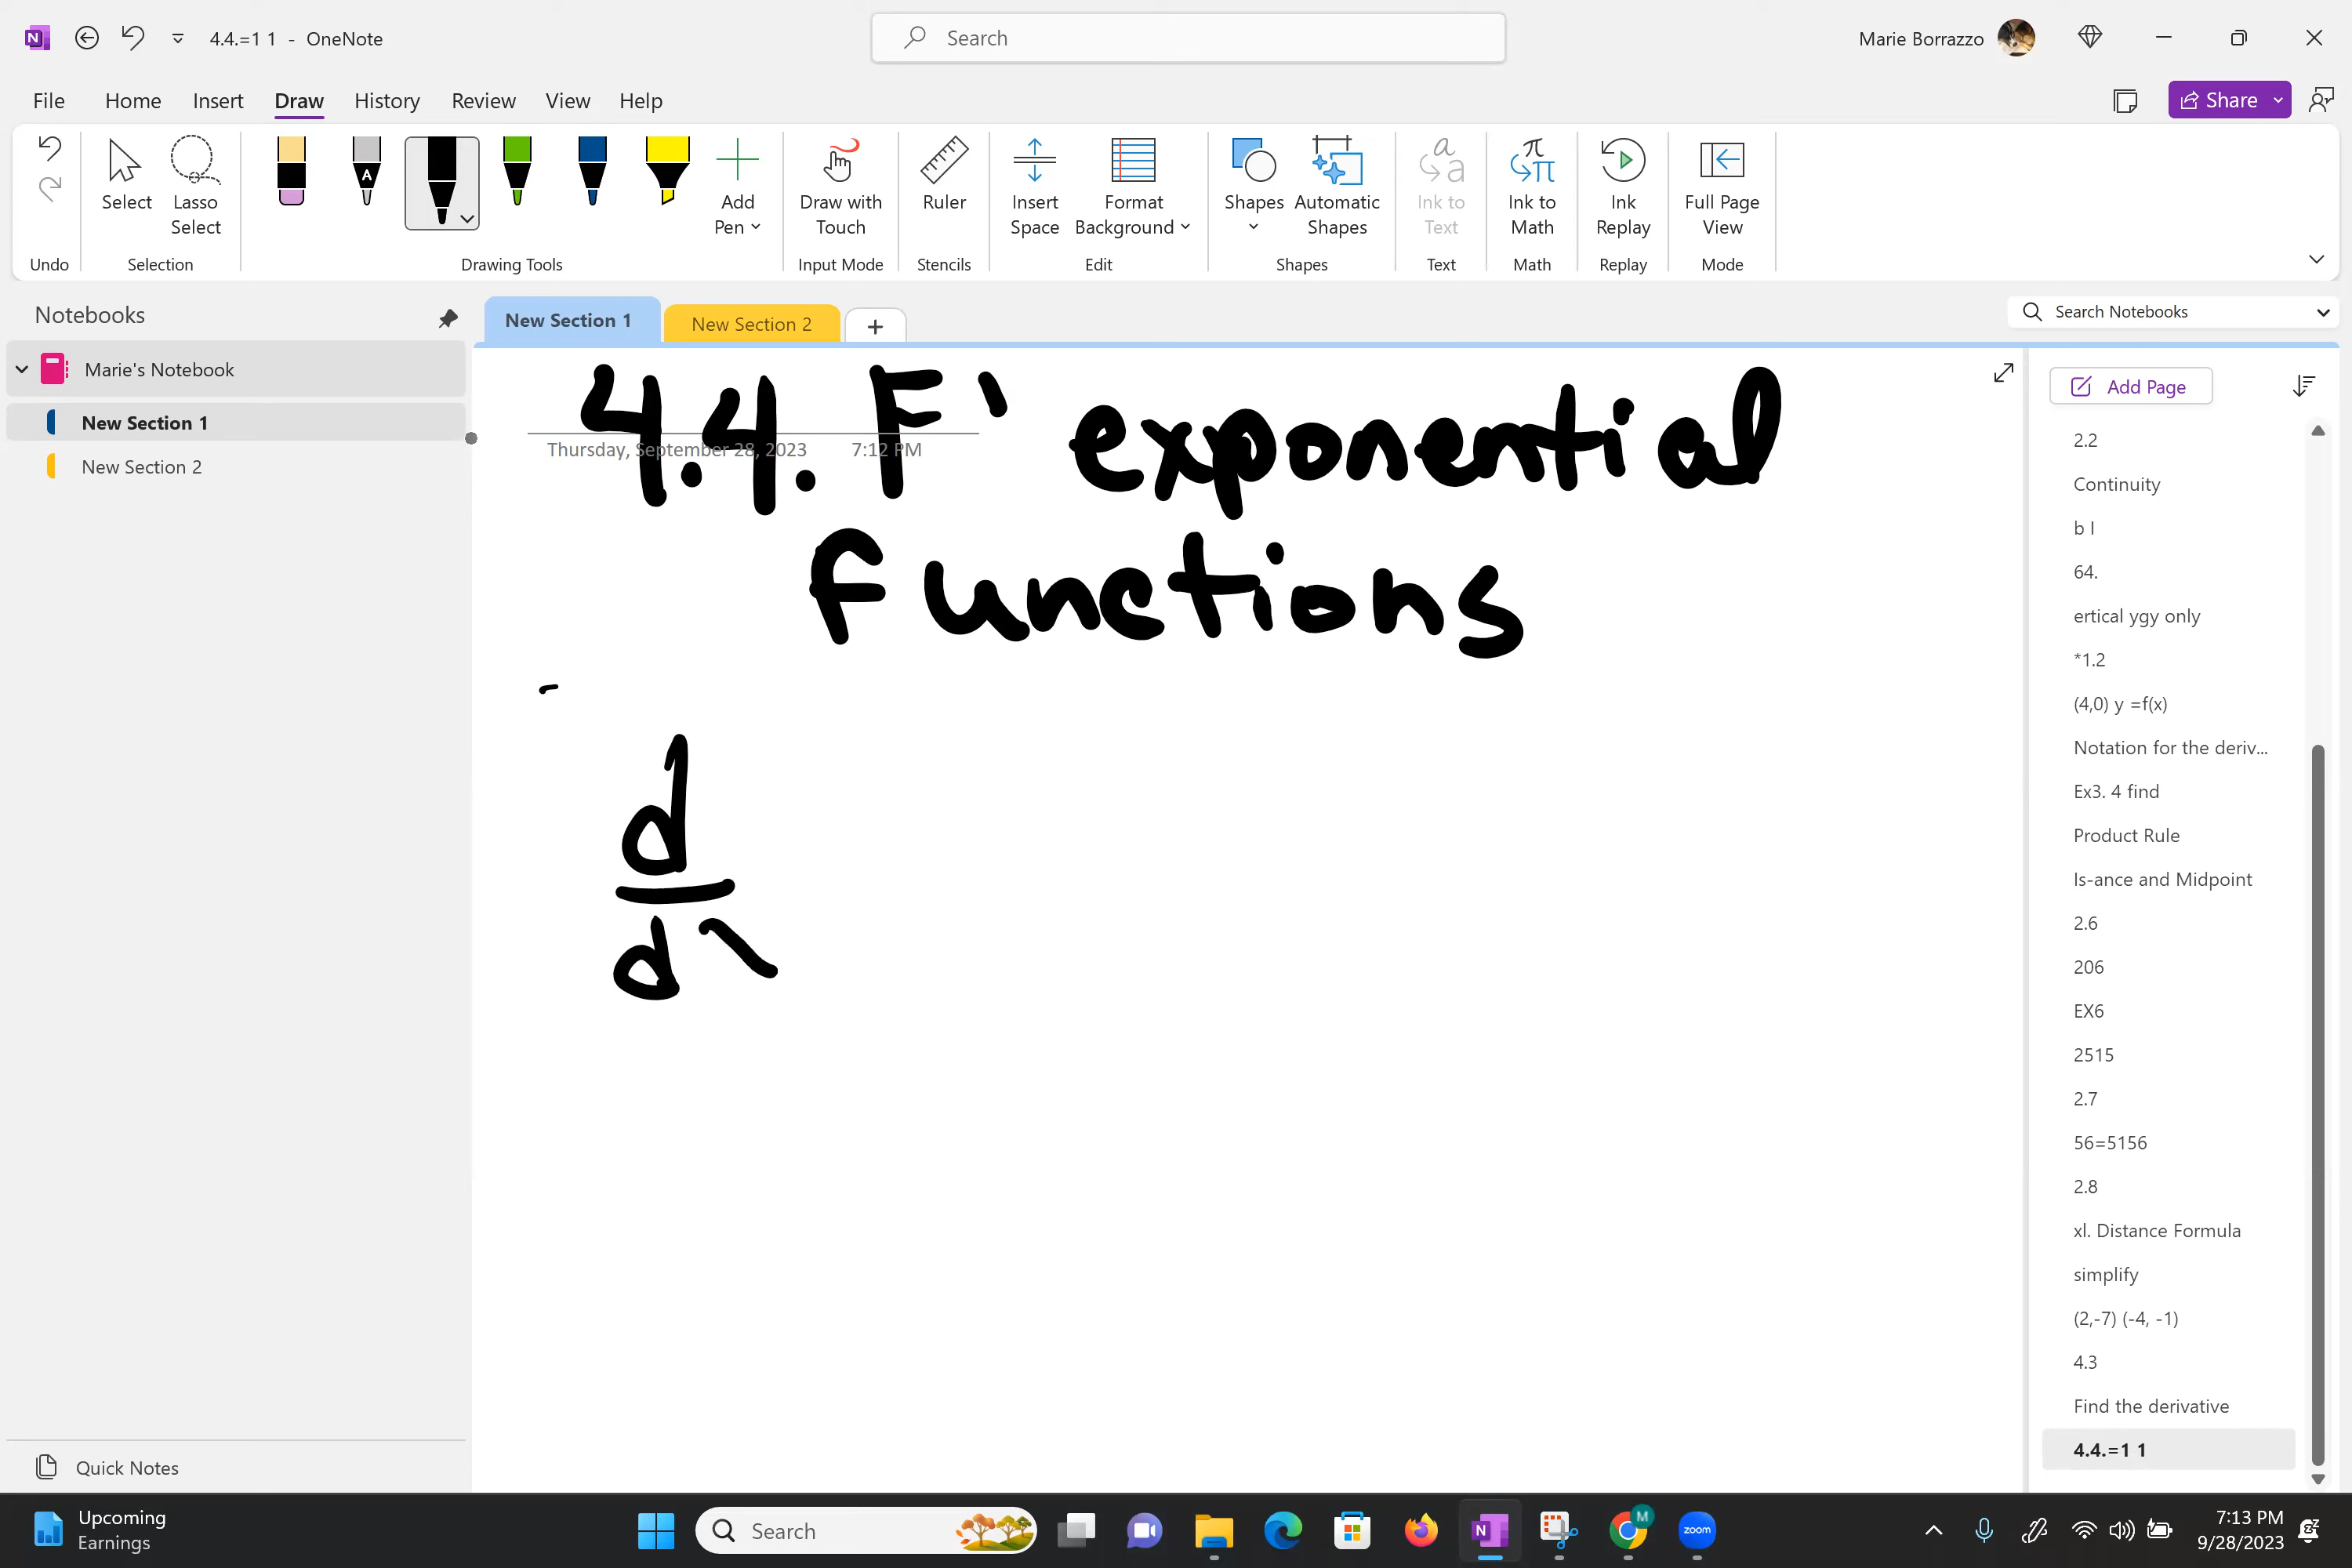 4.4.=1 1 - OneNote
Search
Marie Borrazzo
File Home Insert Draw History Review View Help
Share
Select
Lasso Select
A
Add Pen
Draw with Touch
Ruler
Insert Space
Format Background
Shapes
Automatic Shapes
Ink to Text
Ink to Math
Ink Replay
Full Page View
Undo Selection Drawing Tools Input Mode Stencils Edit Shapes Text Math Replay Mode
Notebooks
New Section 1 New Section 2 +
Search Notebooks
Marie's Notebook
New Section 1
New Section 2
Quick Notes
4.4. F' exponential
Thursday, September 28, 2023 7:12 PM
functions
d
d
Add Page
2.2
Continuity
b l
64.
ertical ygy only
*1.2
(4,0) y =f(x)
Notation for the deriv...
Ex3. 4 find
Product Rule
Is-ance and Midpoint
2.6
206
EX6
2515
2.7
56=5156
2.8
xl. Distance Formula
simplify
(2,-7) (-4, -1)
4.3
Find the derivative
4.4.=1 1
Upcoming
Earnings
Search
N
M
zoom
7:13 PM
9/28/2023